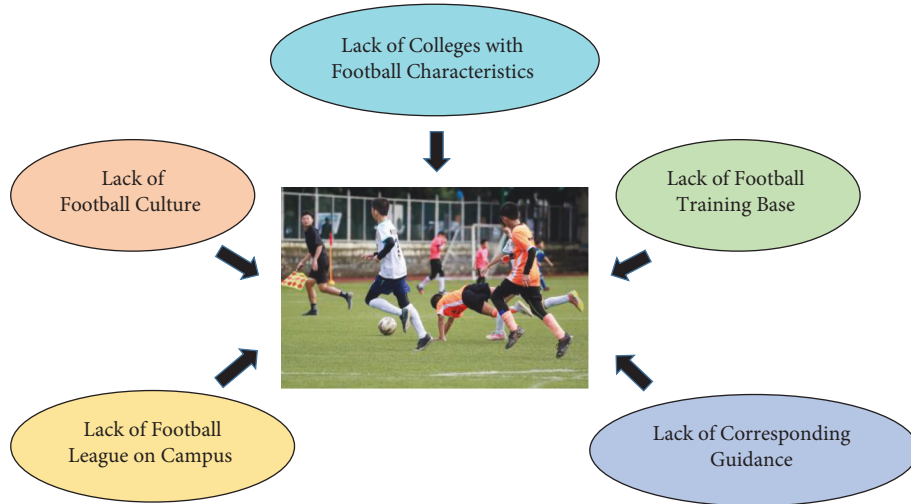 Lack of Colleges with
Football Characteristics
Lack of
Football Culture
Lack of Football
Training Base
Lack of Football
League on Campus
Lack of Corresponding
Guidance